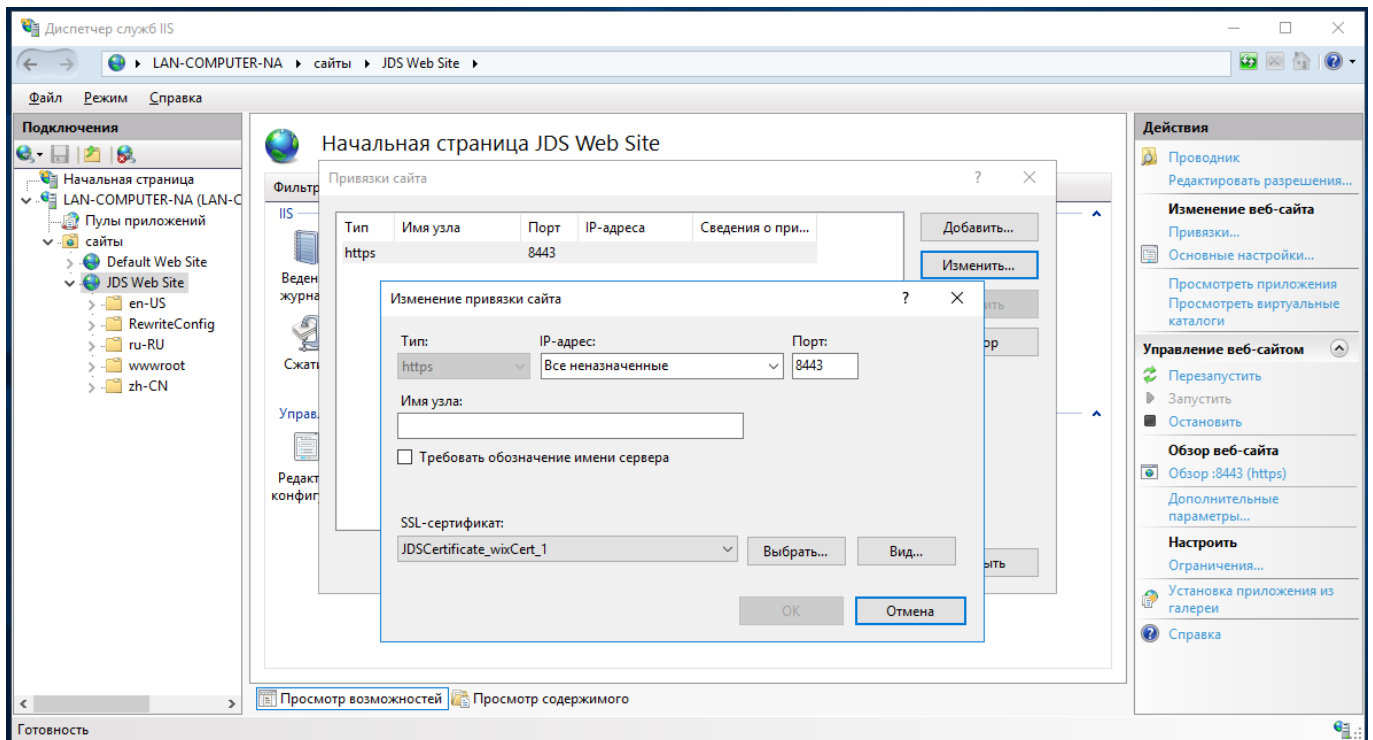 Диспетчер служб IIS
LAN-COMPUTER-NA сайты JDS Web Site
Файл Режим Справка
Подключения
Начальная страница
LAN-COMPUTER-NA (LAN-C
Пулы приложений
сайты
Default Web Site
JDS Web Site
en-US
RewriteConfig
ru-RU
wwwroot
zh-CN
Начальная страница JDS Web Site
Фильтр
IIS
Веден
журна
Сжати
Управ.
Редакт
конфиг
Привязки сайта
?
Тип Имя узла Порт IP-адреса Сведения о при...
https 8443
Добавить...
Изменить...
ить
ор
ыть
Изменение привязки сайта
?
Тип: IP-адрес: Порт:
https Все неназначенные 8443
Имя узла:
Требовать обозначение имени сервера
SSL-сертификат:
JDSCertificate_wixCert_1 Выбрать... Вид...
ОК Отмена
Просмотр возможностей Просмотр содержимого
Действия
Проводник
Редактировать разрешения...
Изменение веб-сайта
Привязки...
Основные настройки...
Просмотреть приложения
Просмотреть виртуальные
каталоги
Управление веб-сайтом
Перезапустить
Запустить
Остановить
Обзор веб-сайта
Обзор :8443 (https)
Дополнительные
параметры...
Настроить
Ограничения...
Установка приложения из
галереи
Справка
Готовность